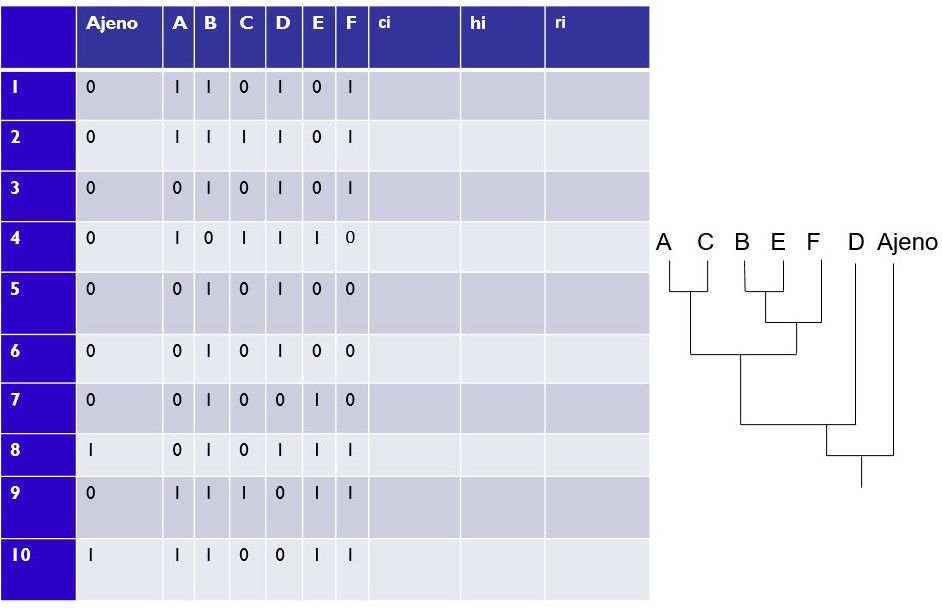 Ajeno A B C D E F ci hi ri
1 0 1 1 0 1 0 1
2 0 1 1 1 1 0 1
3 0 0 1 0 1 0 1
4 0 1 0 1 1 1 0
5 0 0 1 0 1 0 0
6 0 0 1 0 1 0 0
7 0 0 1 0 0 1 0
8 1 0 1 0 1 1 1
9 0 1 1 1 0 1 1
10 1 1 1 0 0 1 1
A C B E F D Ajeno